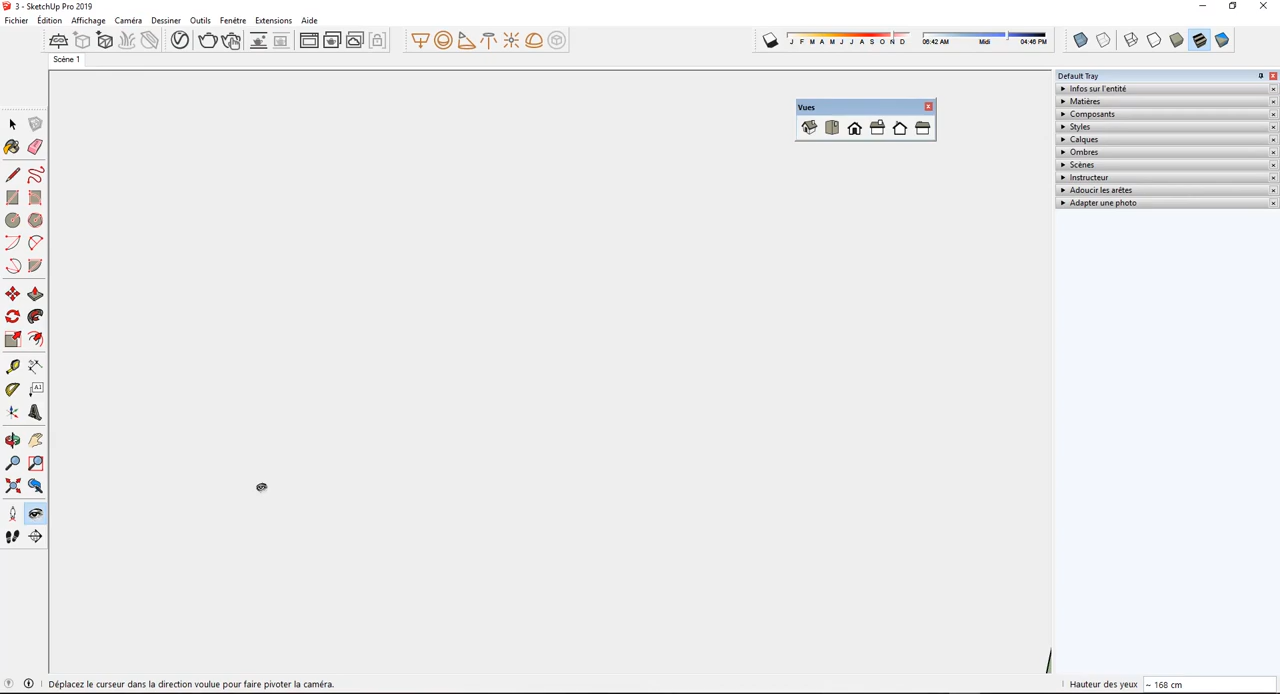 3 - SketchUp Pro 2019
Fichier Édition Affichage Caméra Dessiner Outils Fenêtre Extensions Aide
J F M A M J J A S O N D
06:42 AM Midi 04:46 PM
Scène 1
Default Tray
Vues
Infos sur l'entité
Matières
Composants
Styles
Calques
Ombres
Scènes
Instructeur
Adoucir les arêtes
Adapter une photo
A1
Déplacez le curseur dans la direction voulue pour faire pivoter la caméra.
Hauteur des yeux ~ 168 cm